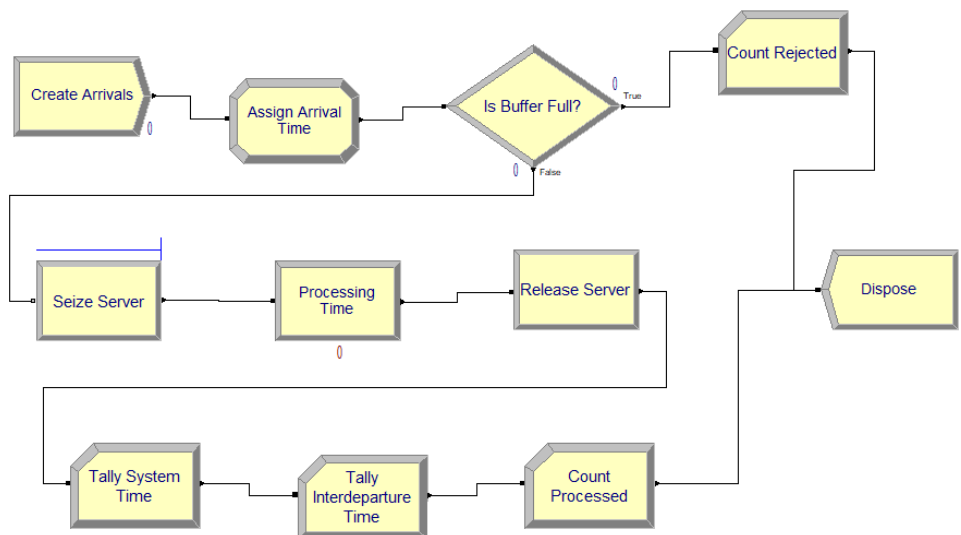 Create Arrivals
0
Assign Arrival
Time
Is Buffer Full?
0
True
0
False
Count Rejected
Seize Server
Processing
Time
0
Release Server
Dispose
Tally System
Time
Tally
Interdeparture
Time
Count
Processed